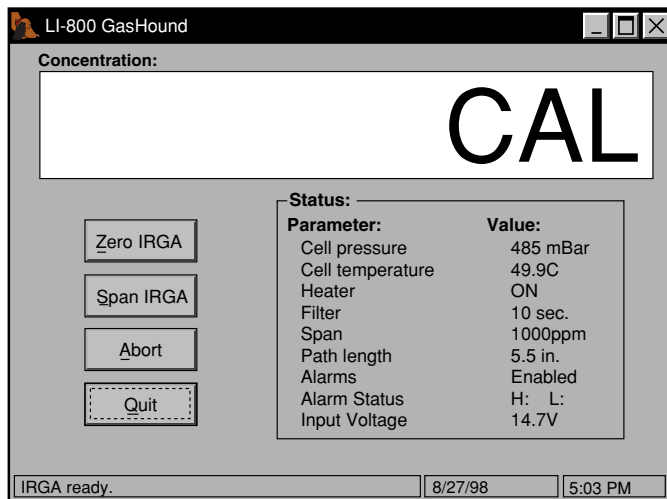 LI-800 GasHound
Concentration:
CAL
Zero IRGA
Span IRGA
Abort
Quit
Status:
Parameter: Value:
Cell pressure 485 mBar
Cell temperature 49.9C
Heater ON
Filter 10 sec.
Span 1000ppm
Path length 5.5 in.
Alarms Enabled
Alarm Status H: L:
Input Voltage 14.7V
IRGA ready. 8/27/98 5:03 PM